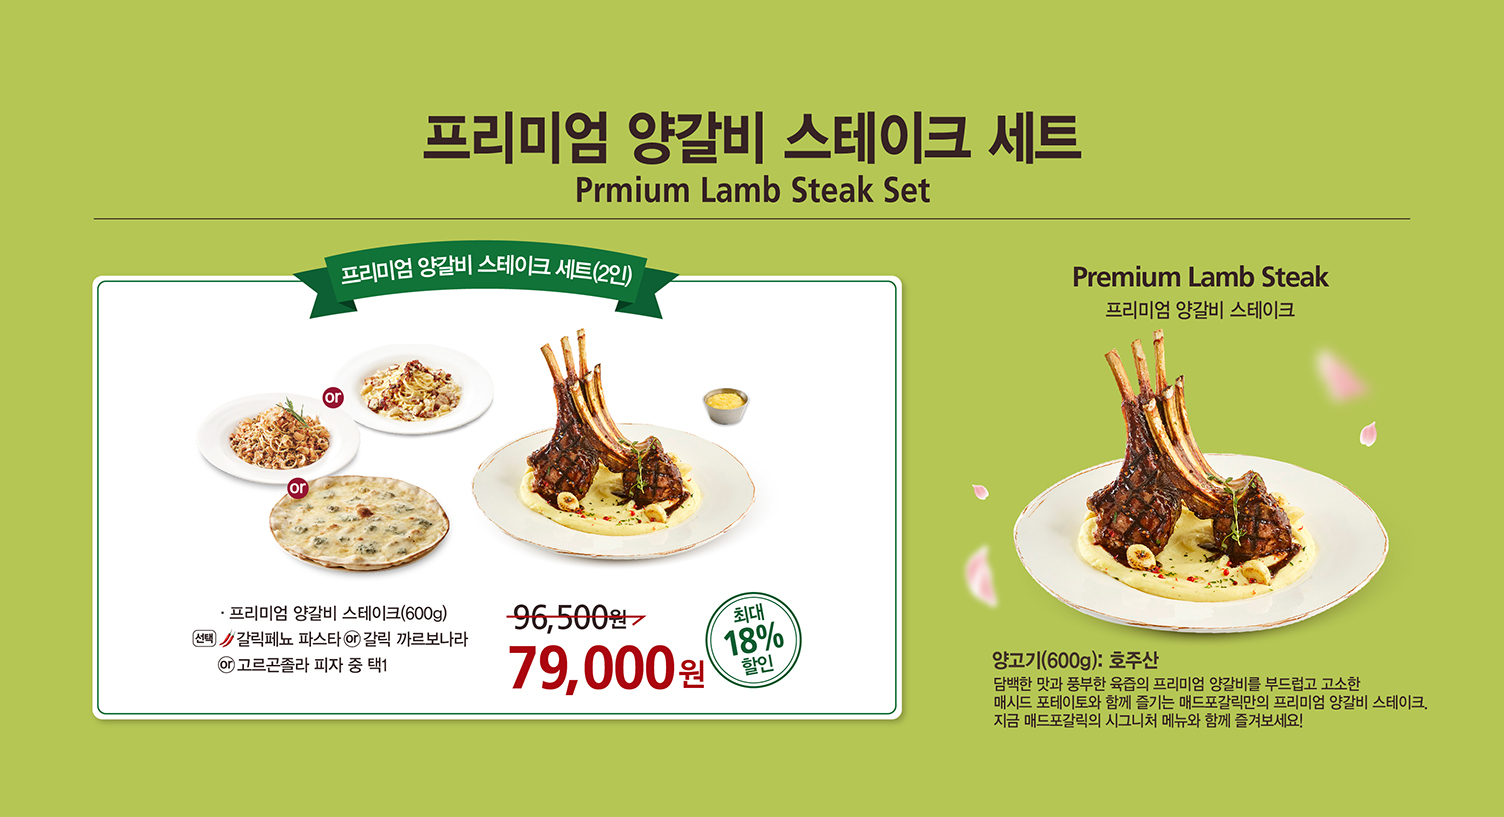 프리미엄 양갈비 스테이크 세트
Prmium Lamb Steak Set
프리미엄 양갈비 스테이크 세트(2인)
or
or
· 프리미엄 양갈비 스테이크(600g)
선택 갈릭페뇨 파스타 or 갈릭 까르보나라
or 고르곤졸라 피자 중 택1
96,500원
79,000원
최대
18%
할인
Premium Lamb Steak
프리미엄 양갈비 스테이크
양고기(600g): 호주산
담백한 맛과 풍부한 육즙의 프리미엄 양갈비를 부드럽고 고소한
매시드 포테이토와 함께 즐기는 매드포갈릭만의 프리미엄 양갈비 스테이크.
지금 매드포갈릭의 시그니처 메뉴와 함께 즐겨보세요!